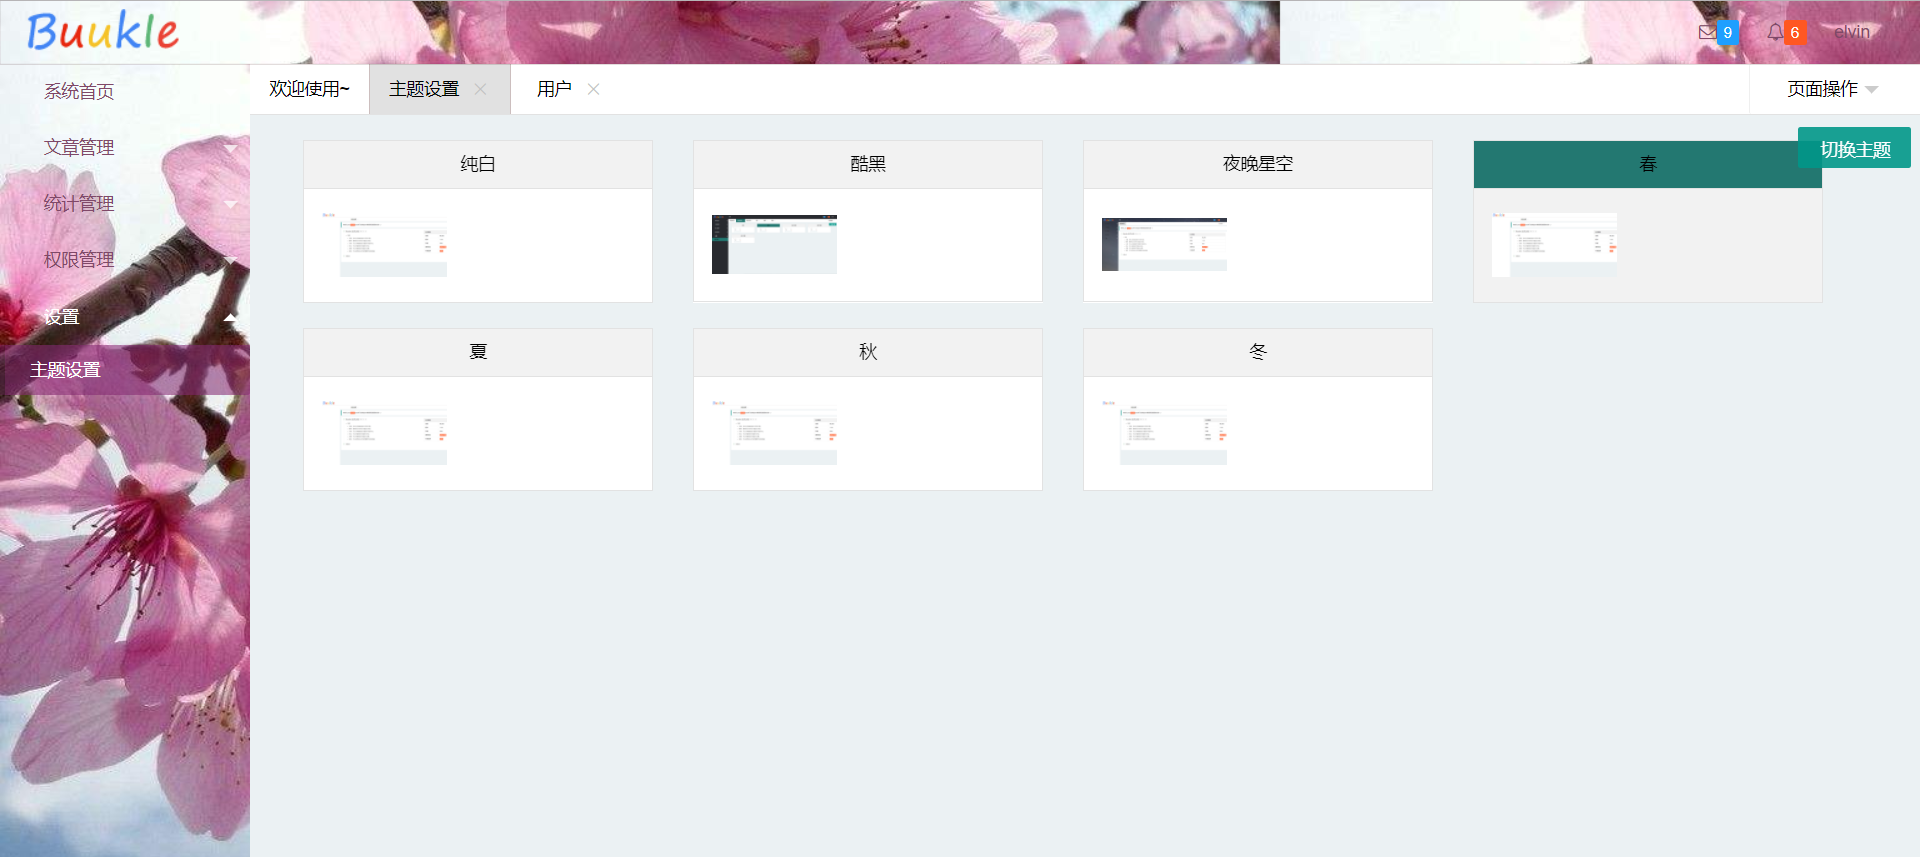 Buukle
9
6
elvin
系统首页
文章管理
统计管理
权限管理
设置
主题设置
欢迎使用~
主题设置
用户
页面操作
切换主题
纯白
酷黑
夜晚星空
春
夏
秋
冬